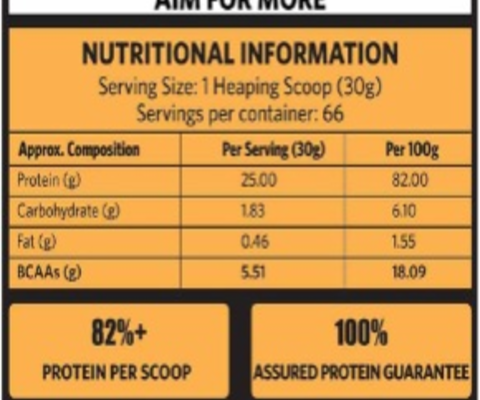 AIM FOR MORE
NUTRITIONAL INFORMATION
Serving Size: 1 Heaping Scoop (30g)
Servings per container: 66
Approx. Composition Per Serving (30g) Per 100g
Protein (g) 25.00 82.00
Carbohydrate (g) 1.83 6.10
Fat (g) 0.46 1.55
BCAAs (g) 5.51 18.09
82%+ 100%
PROTEIN PER SCOOP ASSURED PROTEIN GUARANTEE